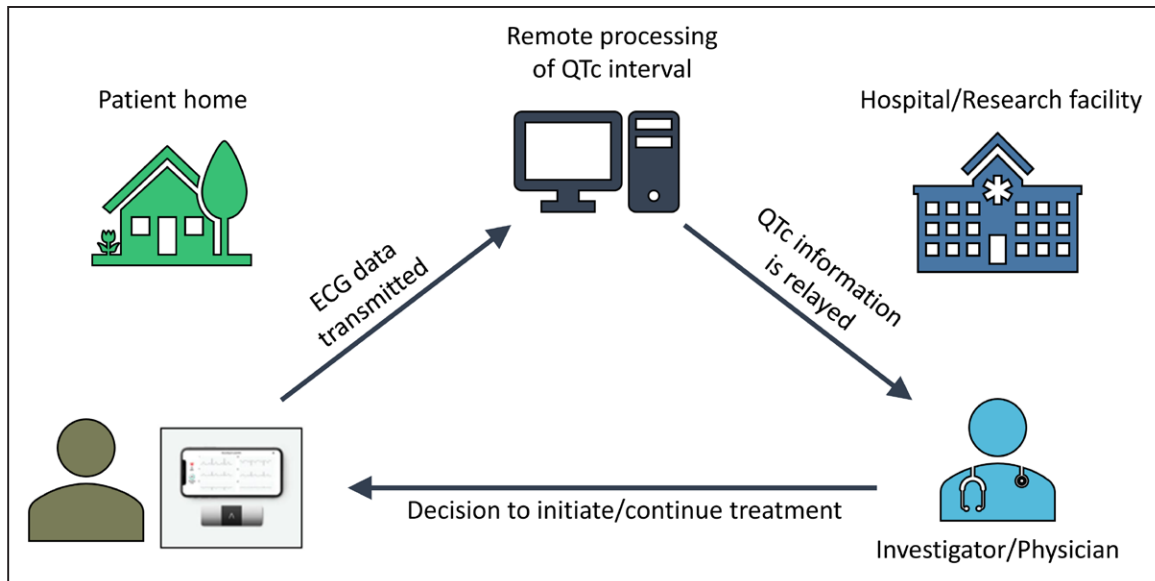 Remote processing
of QTc interval
Patient home
Hospital/Research facility
ECG data
transmitted
QTc information
is relayed
Decision to initiate/continue treatment
Investigator/Physician